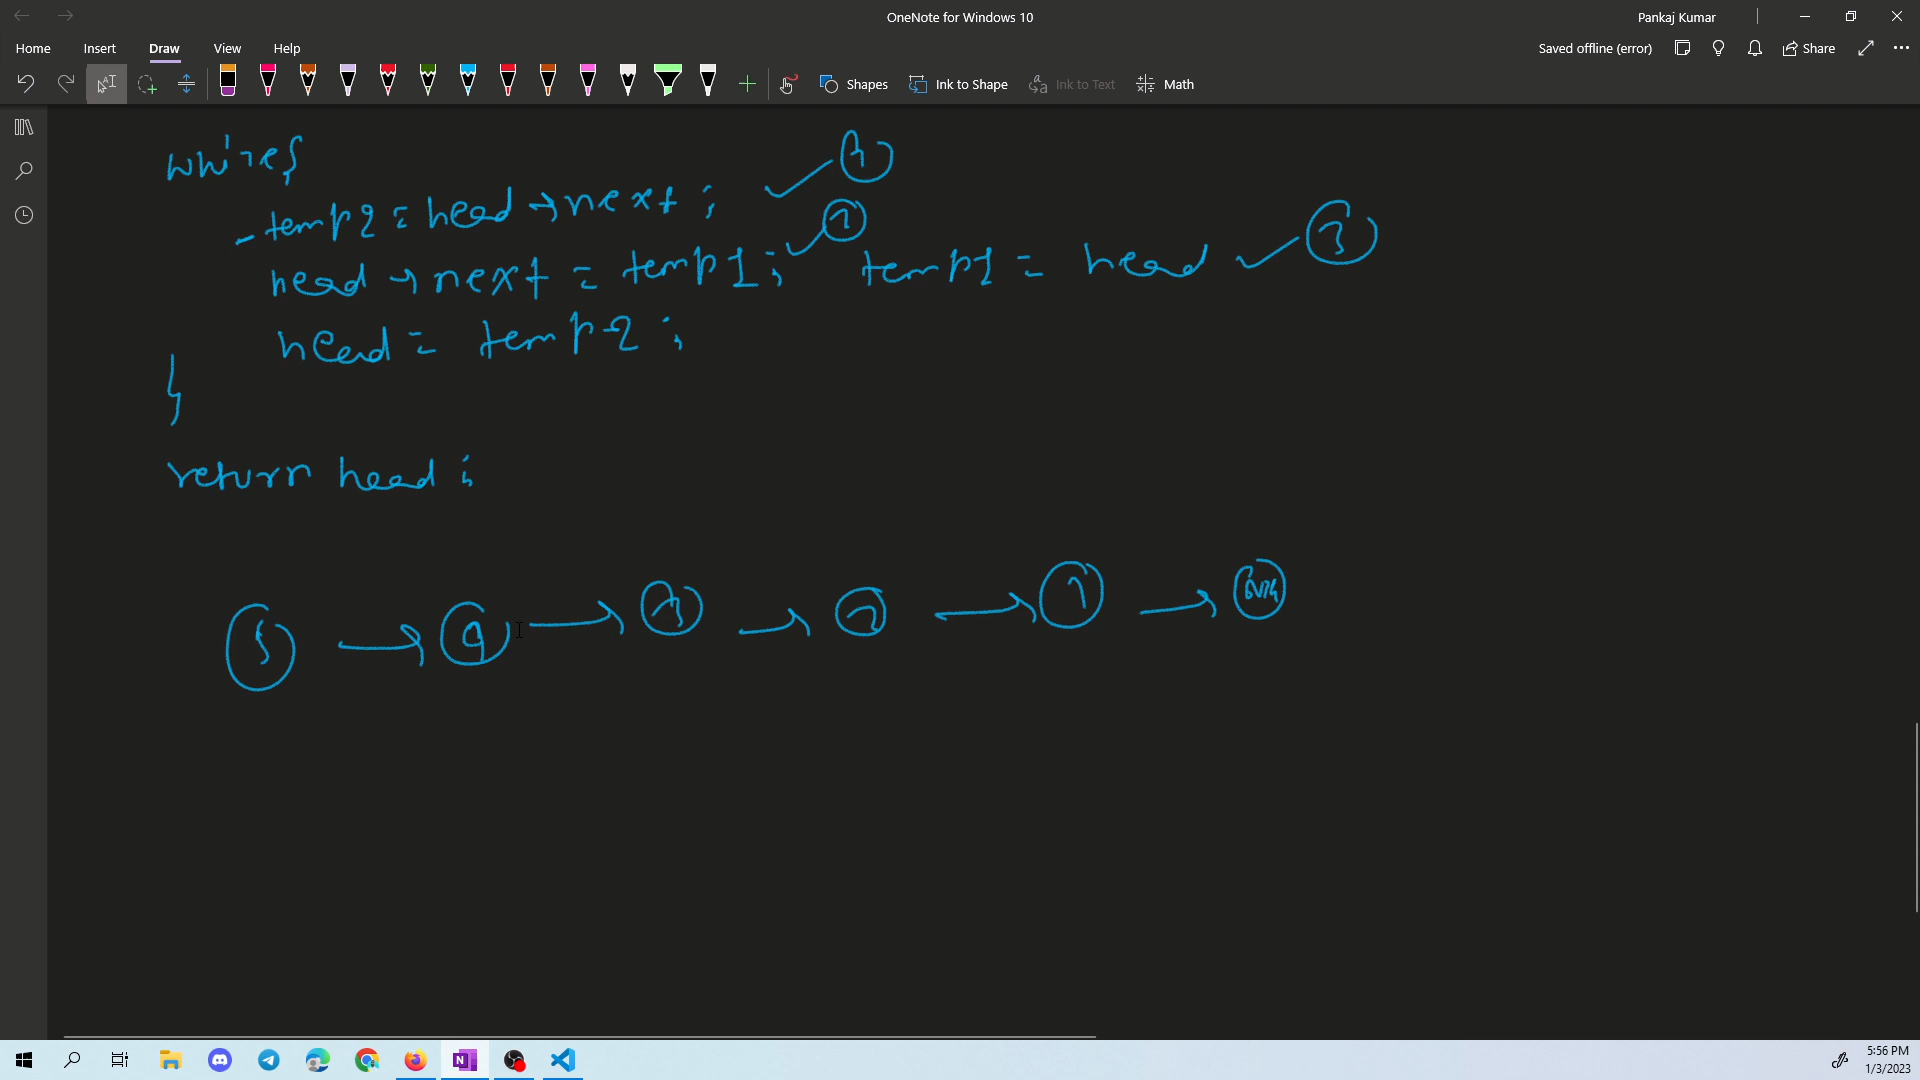 OneNote for Windows 10
Pankaj Kumar
Home Insert Draw View Help
Saved offline (error) Share
Shapes Ink to Shape Ink to Text Math
while{
temp2 = head → next ;
head → next = temp1 ; temp1 = head ✓ 3
head = temp2 ;
}
return head ;
5 → 4 → 3 → 2 → 1 → Null
5:56 PM
1/3/2023